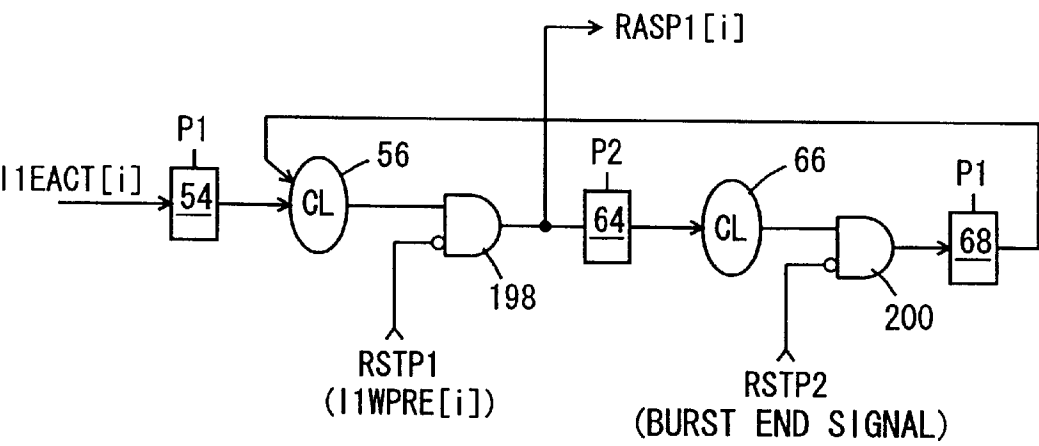 RASP1[i]
P1
56
P2
66
P1
I1EACT[i]
54
CL
64
CL
68
198
200
RSTP1
(I1WPRE[i])
RSTP2
(BURST END SIGNAL)